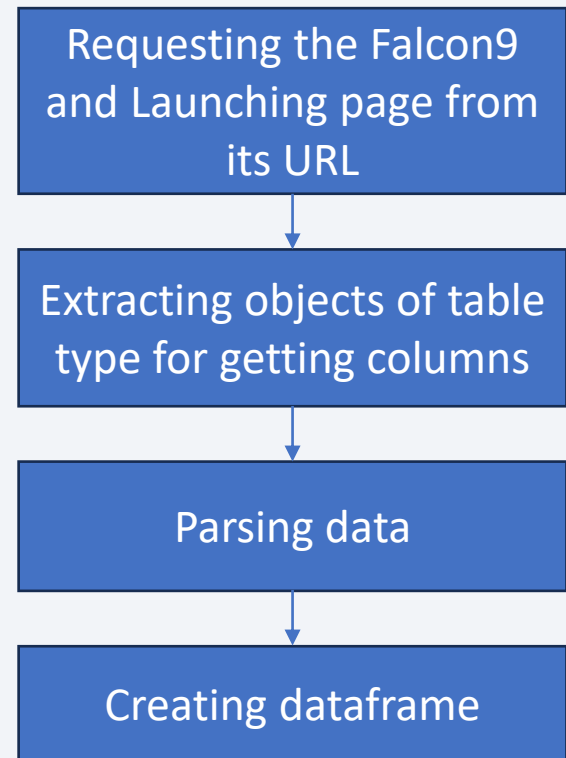 Requesting the Falcon9
and Launching page from
its URL
Extracting objects of table
type for getting columns
Parsing data
Creating dataframe